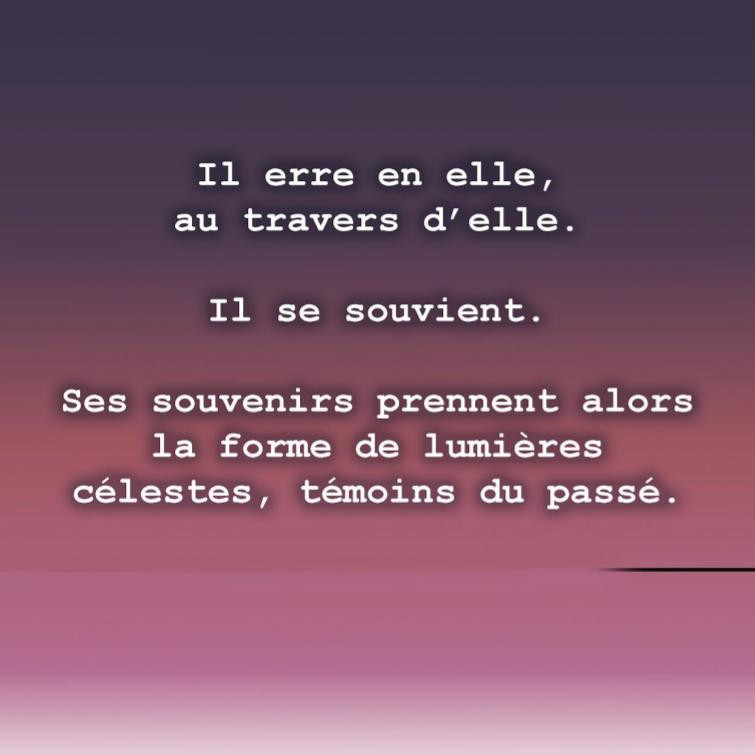 Il erre en elle,
au travers d’elle.
Il se souvient.
Ses souvenirs prennent alors
la forme de lumières
célestes, témoins du passé.